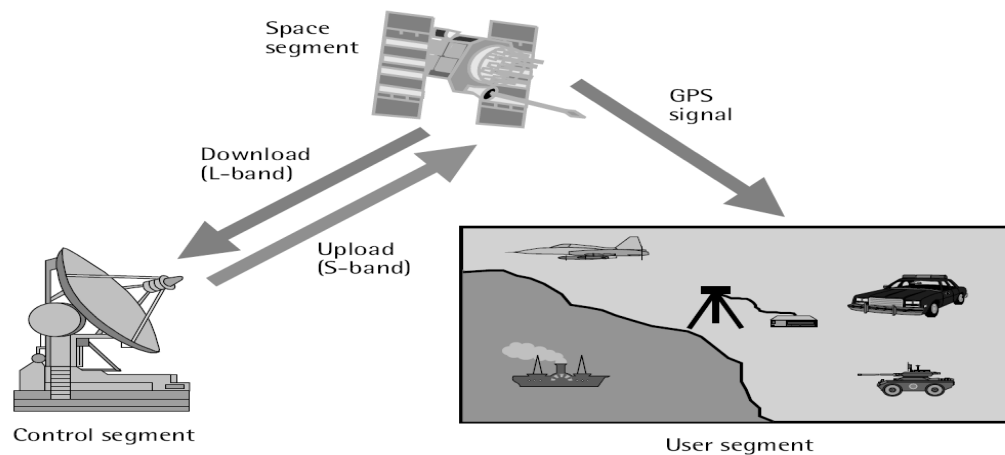 Space
segment
GPS
signal
Download
(L-band)
Upload
(S-band)
Control segment
User segment